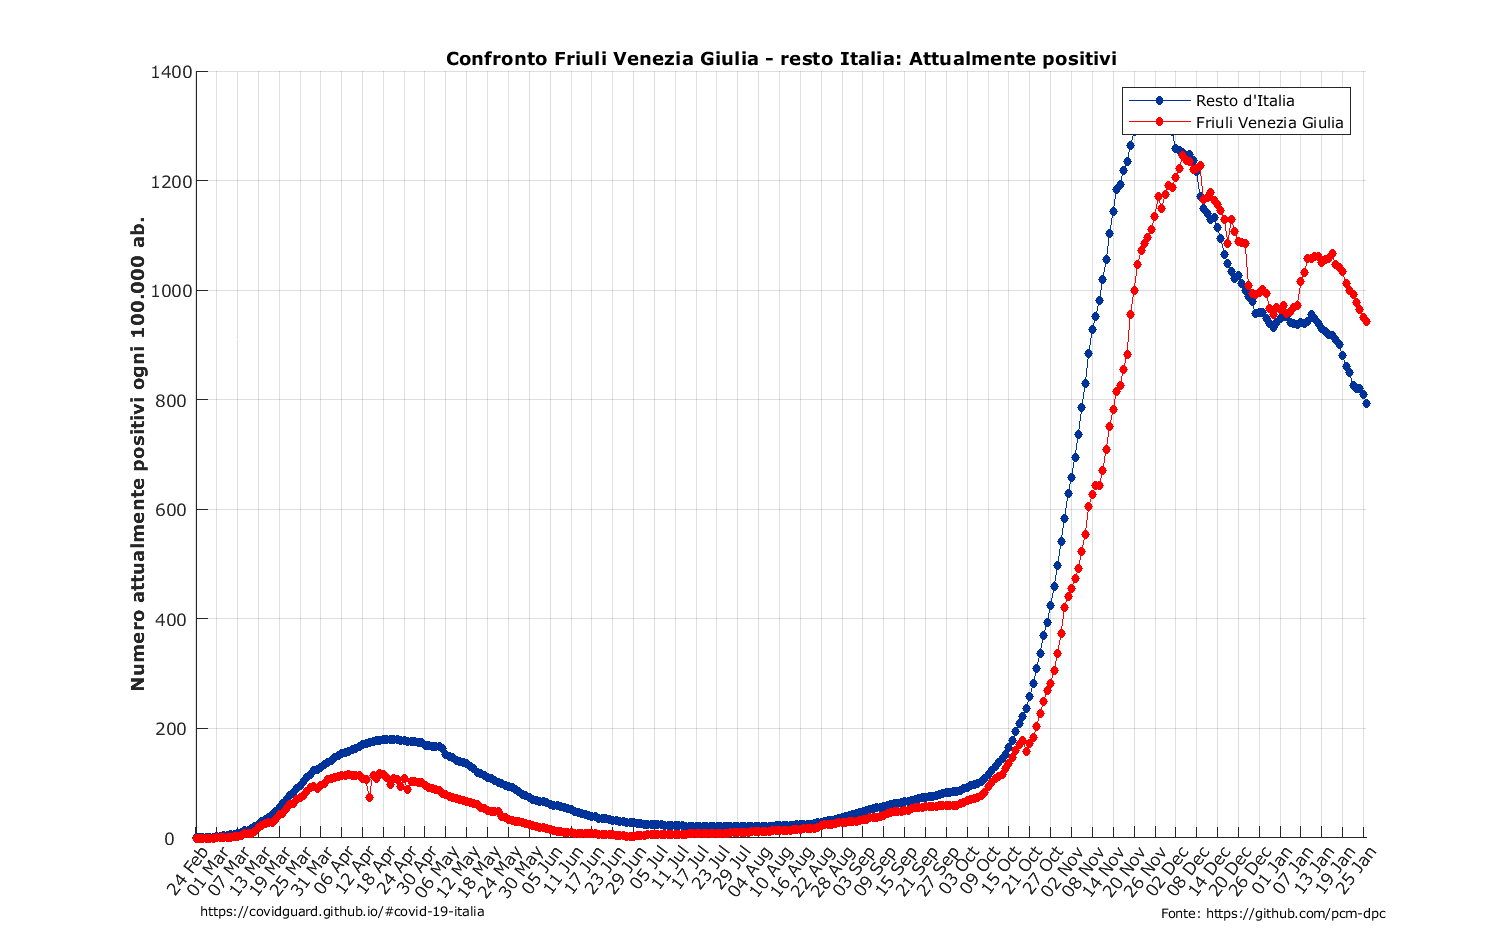 Confronto Friuli Venezia Giulia - resto Italia: Attualmente positivi
Resto d'Italia
Friuli Venezia Giulia
Numero attualmente positivi ogni 100.000 ab.
1400
1200
1000
800
600
400
200
0
24 Feb
01 Mar
07 Mar
13 Mar
19 Mar
25 Mar
31 Mar
06 Apr
12 Apr
18 Apr
24 Apr
30 Apr
06 May
12 May
18 May
24 May
30 May
05 Jun
11 Jun
17 Jun
23 Jun
29 Jun
05 Jul
11 Jul
17 Jul
23 Jul
29 Jul
04 Aug
10 Aug
16 Aug
22 Aug
28 Aug
03 Sep
09 Sep
15 Sep
21 Sep
27 Sep
03 Oct
09 Oct
15 Oct
21 Oct
27 Oct
02 Nov
08 Nov
14 Nov
20 Nov
26 Nov
02 Dec
08 Dec
14 Dec
20 Dec
26 Dec
01 Jan
07 Jan
13 Jan
19 Jan
25 Jan
https://covidguard.github.io/#covid-19-italia
Fonte: https://github.com/pcm-dpc